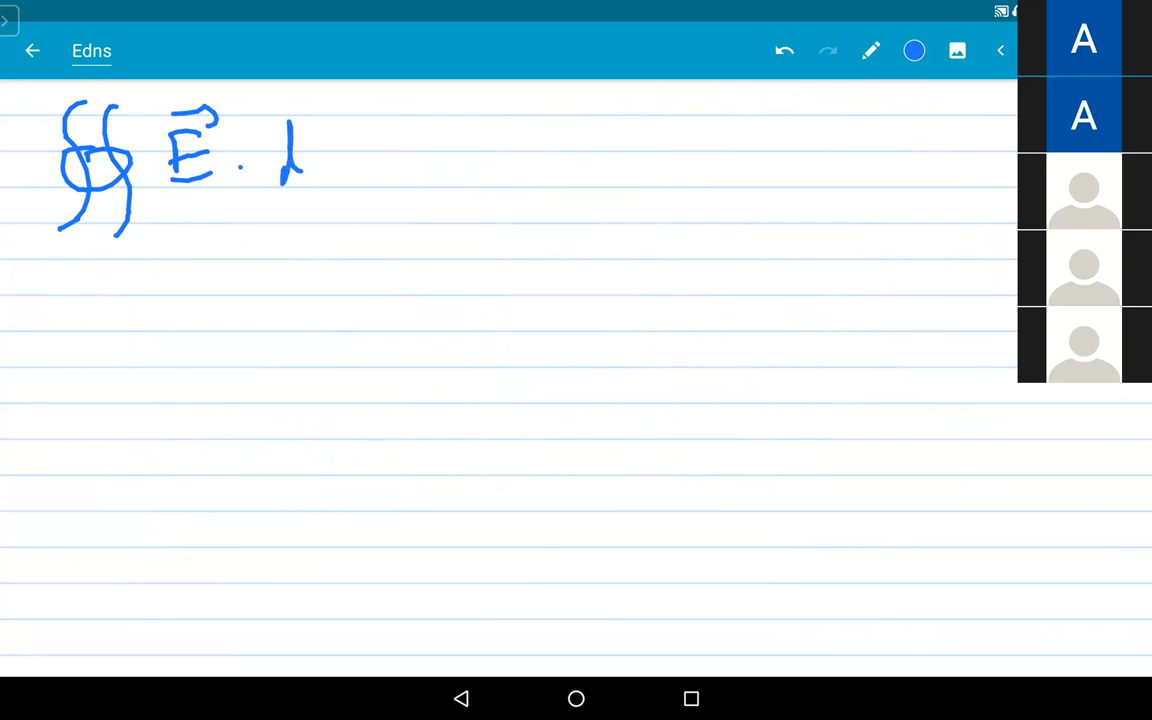 Edns
A
A
∯ E⃗ . d